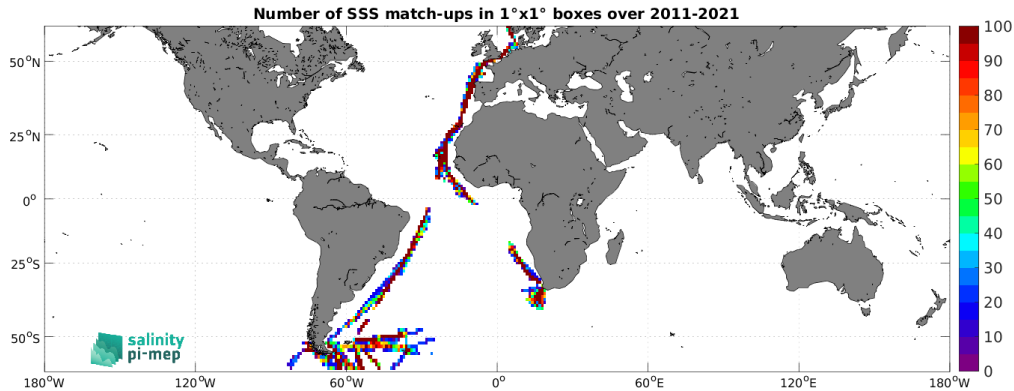 Number of SSS match-ups in 1°x1° boxes over 2011-2021
50°N
25°N
0°
25°S
50°S
180°W
120°W
60°W
0°
60°E
120°E
180°W
100
90
80
70
60
50
40
30
20
10
0
salinity
pi-mep